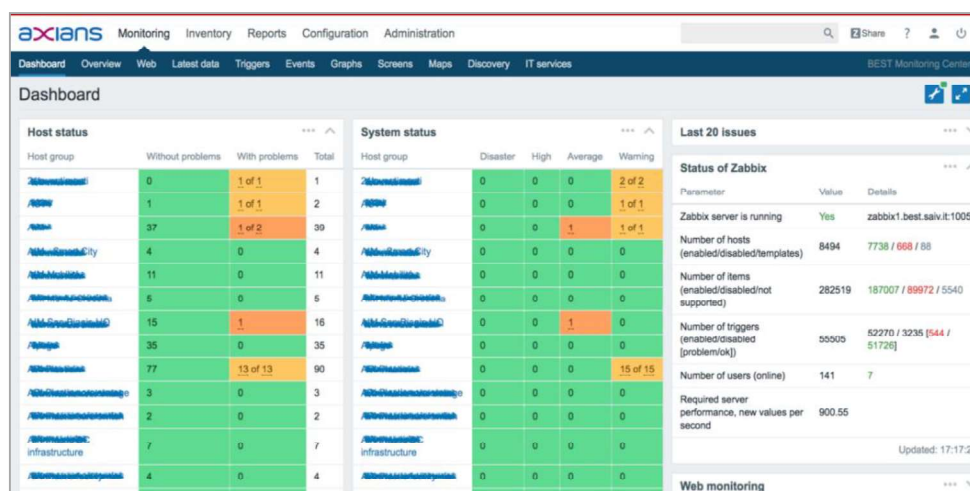 axians Monitoring Inventory Reports Configuration Administration Z Share ?
Dashboard Overview Web Latest data Triggers Events Graphs Screens Maps Discovery IT services BEST Monitoring Center
Dashboard
Host status
Host group Without problems With problems Total
0 1 of 1 1
1 1 of 1 2
37 1 of 2 39
City 4 0 4
11 0 11
5 0 5
15 1 16
35 0 35
77 13 of 13 90
3 0 3
2 0 2
infrastructure 7 0 7
4 0 4
System status
Host group Disaster High Average Warning
0 0 0 2 of 2
0 0 0 1 of 1
0 0 1 1 of 1
City 0 0 0 0
0 0 0 0
0 0 0 0
0 0 1 0
0 0 0 0
0 0 0 15 of 15
0 0 0 0
0 0 0 0
infrastructure 0 0 0 0
0 0 0 0
Last 20 issues
Status of Zabbix
Parameter Value Details
Zabbix server is running Yes zabbix1.best.saiv.it:1005
Number of hosts
(enabled/disabled/templates) 8494 7738 / 668 / 88
Number of items
(enabled/disabled/not
supported) 282519 187007 / 89972 / 5540
Number of triggers
(enabled/disabled
[problem/ok]) 55505 52270 / 3235 [544 /
51726]
Number of users (online) 141 7
Required server
performance, new values per
second 900.55
Updated: 17:17:2
Web monitoring